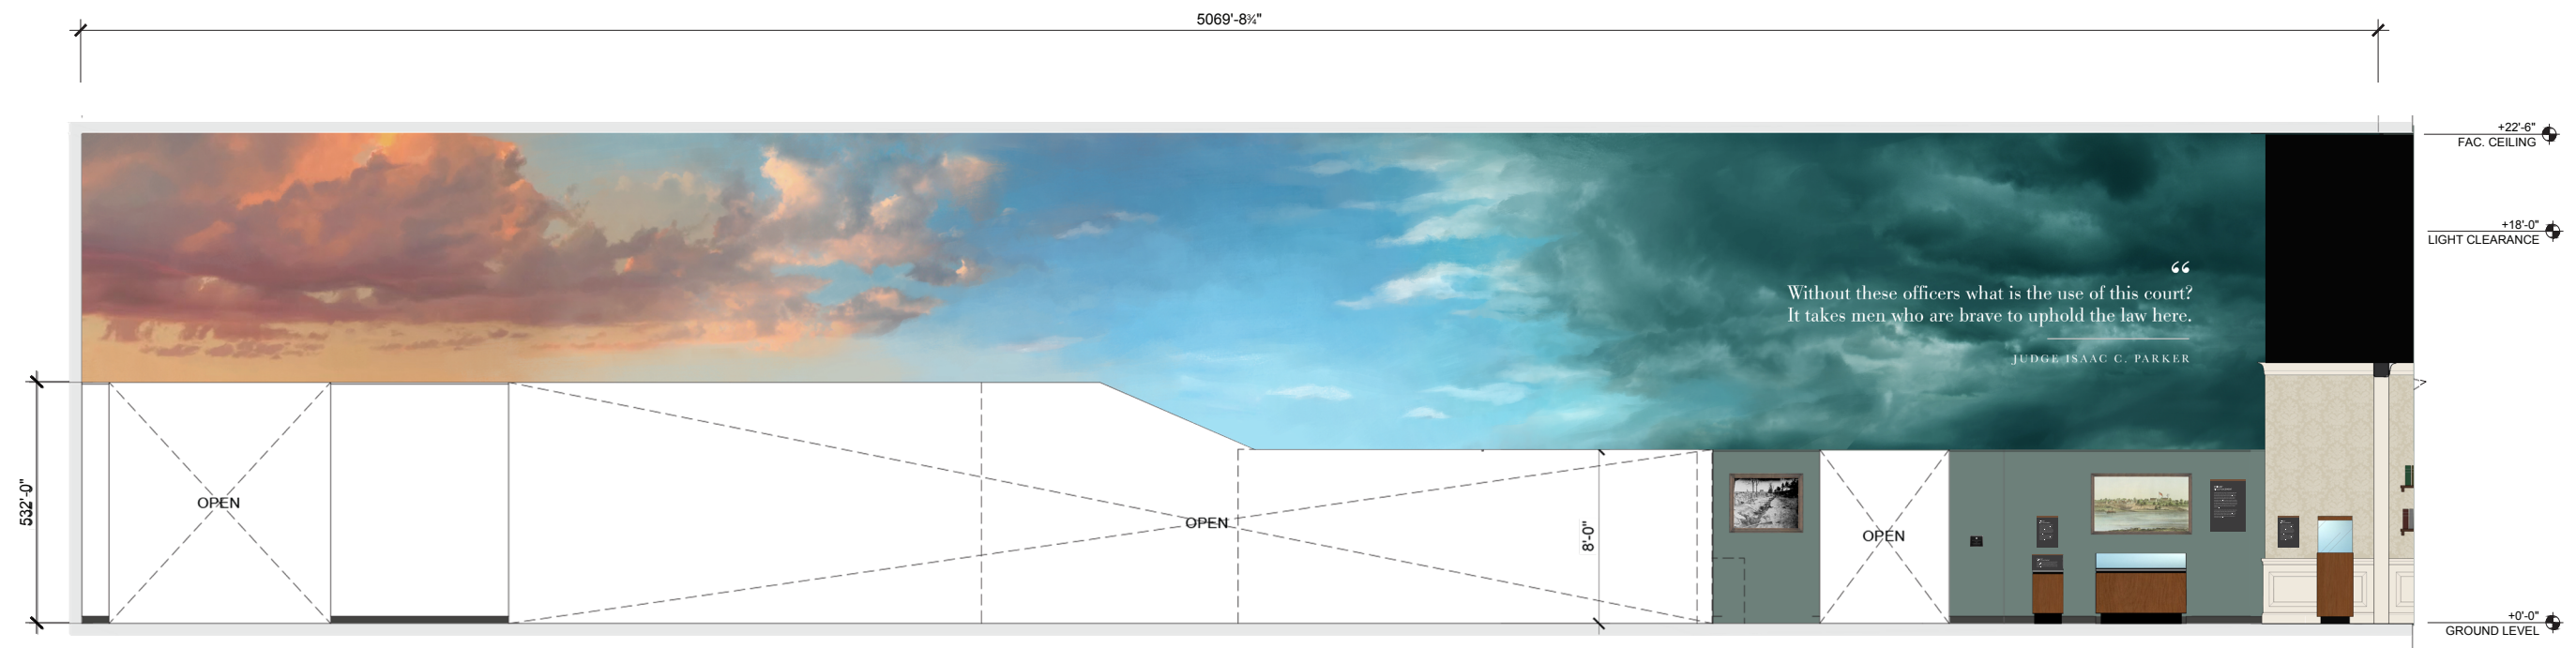 5069'-8¾"
+22'-6"
FAC. CEILING
+18'-0"
LIGHT CLEARANCE
“
Without these officers what is the use of this court?
It takes men who are brave to uphold the law here.
JUDGE ISAAC C. PARKER
532'-0"
OPEN
OPEN
8'-0"
OPEN
+0'-0"
GROUND LEVEL